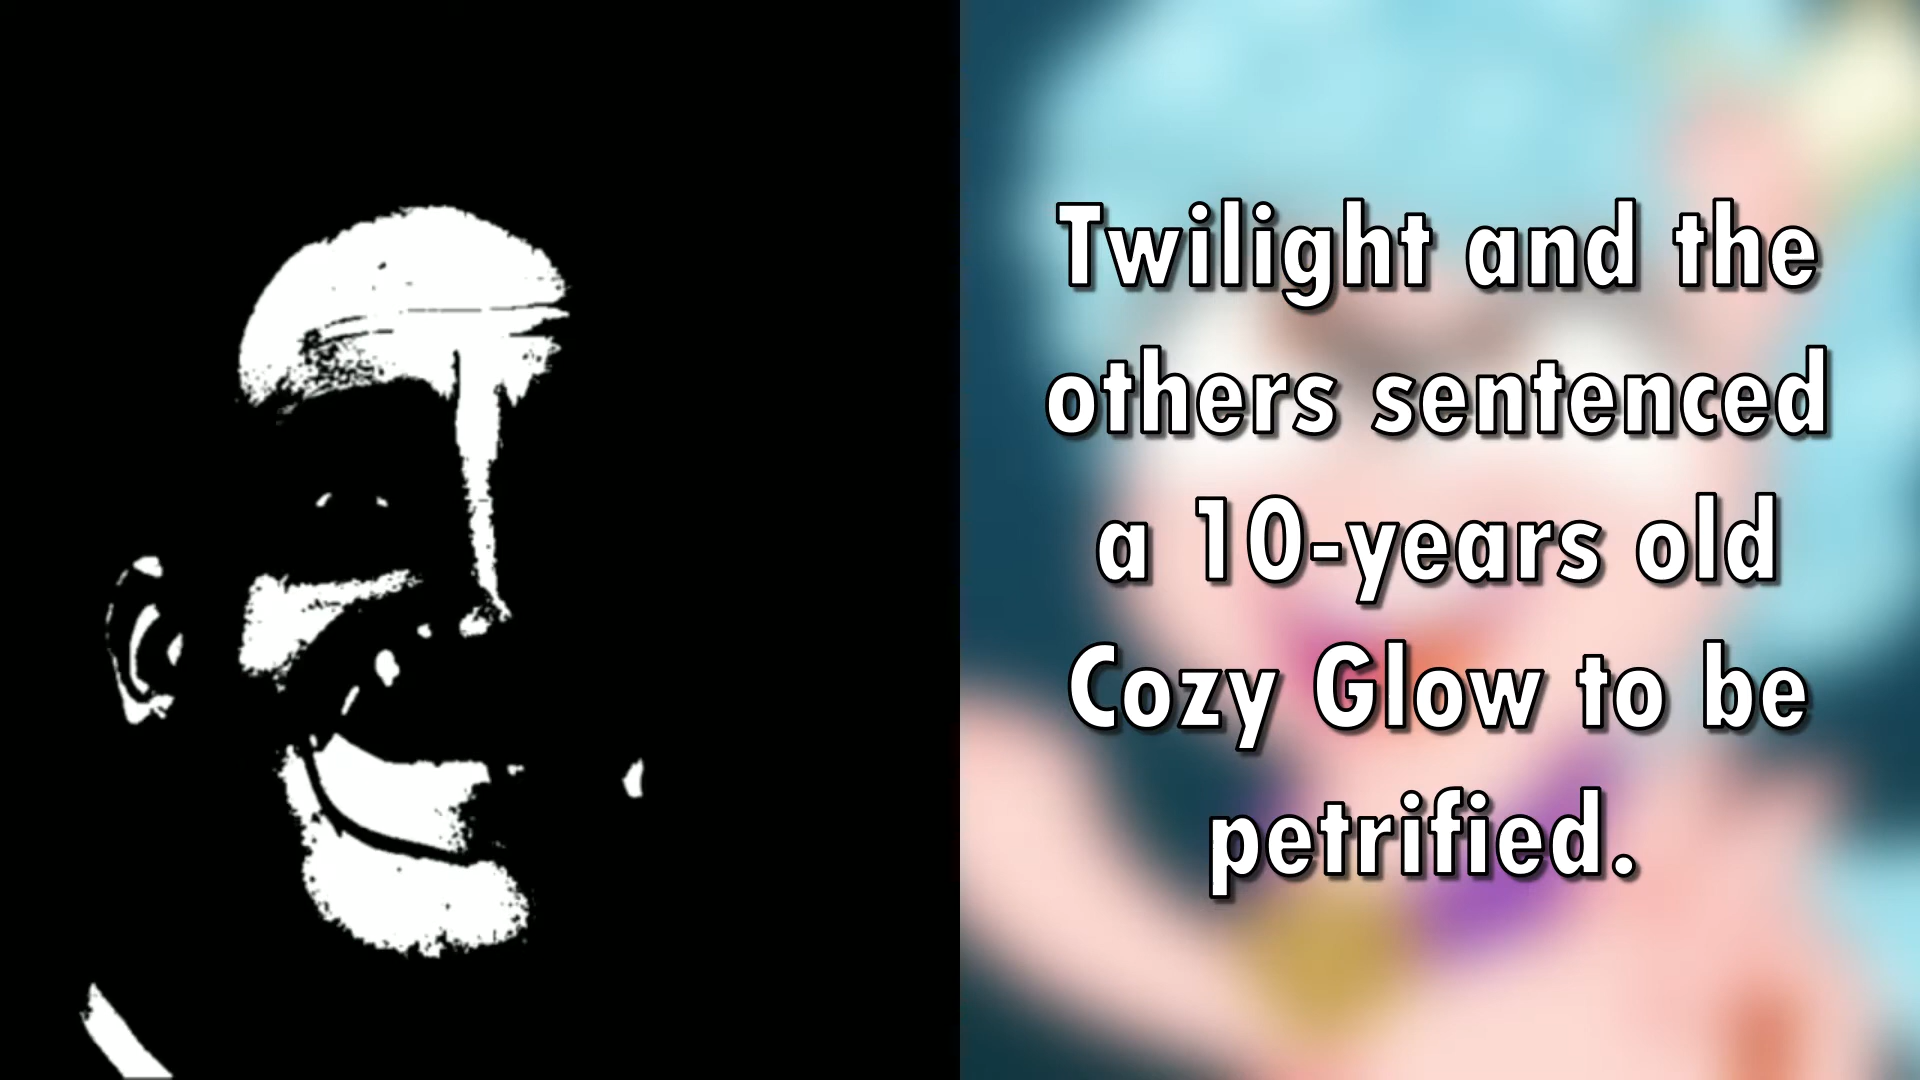 Twilight and the
others sentenced
a 10-years old
Cozy Glow to be
petrified.